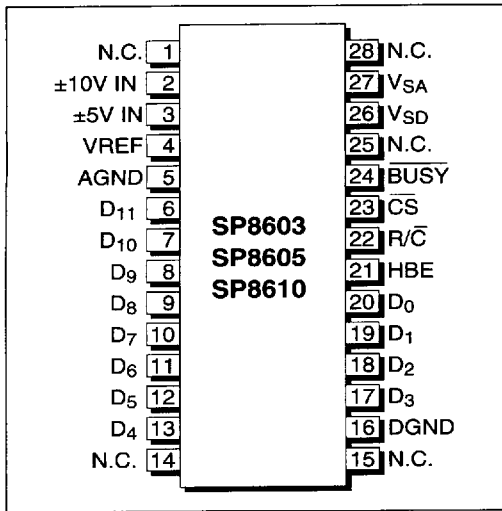 N.C. 1
±10V IN 2
±5V IN 3
VREF 4
AGND 5
D11 6
D10 7
D9 8
D8 9
D7 10
D6 11
D5 12
D4 13
N.C. 14
SP8603
SP8605
SP8610
28 N.C.
27 VSA
26 VSD
25 N.C.
24 B̅U̅S̅Y̅
23 C̅S̅
22 R/C̅
21 HBE
20 D0
19 D1
18 D2
17 D3
16 DGND
15 N.C.